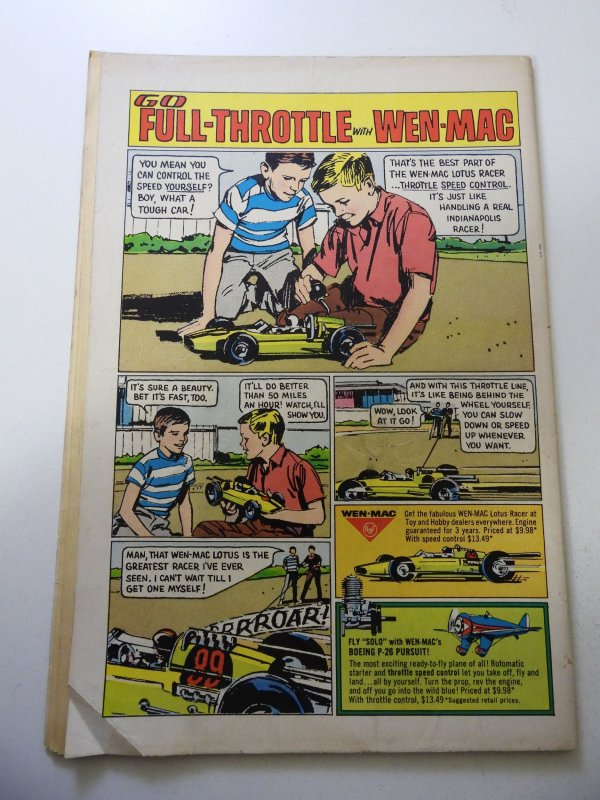 GO
FULL-THROTTLE WITH WEN-MAC
YOU MEAN YOU
CAN CONTROL THE
SPEED YOURSELF?
BOY, WHAT A
TOUGH CAR!
THAT'S THE BEST PART OF
THE WEN-MAC LOTUS RACER
...THROTTLE SPEED CONTROL.
IT'S JUST LIKE
HANDLING A REAL
INDIANAPOLIS
RACER!
IT'S SURE A BEAUTY.
BET IT'S FAST, TOO.
IT'LL DO BETTER
THAN 50 MILES
AN HOUR! WATCH, I'LL
SHOW YOU.
WOW, LOOK
AT IT GO!
AND WITH THIS THROTTLE LINE,
IT'S LIKE BEING BEHIND THE
WHEEL YOURSELF.
YOU CAN SLOW
DOWN OR SPEED
UP WHENEVER
YOU WANT.
MAN, THAT WEN-MAC LOTUS IS THE
GREATEST RACER I'VE EVER
SEEN. I CAN'T WAIT TILL I
GET ONE MYSELF!
RRRROAR!
99
WEN-MAC
Get the fabulous WEN-MAC Lotus Racer at
Toy and Hobby dealers everywhere. Engine
guaranteed for 3 years. Priced at $9.98*
With speed control $13.49*
FLY "SOLO" with WEN-MAC's
BOEING P-26 PURSUIT!
The most exciting ready-to-fly plane of all! Rotomatic
starter and throttle speed control let you take off, fly and
land...all by yourself. Turn the prop, rev the engine,
and off you go into the wild blue! Priced at $9.98*
With throttle control, $13.49 *Suggested retail prices.